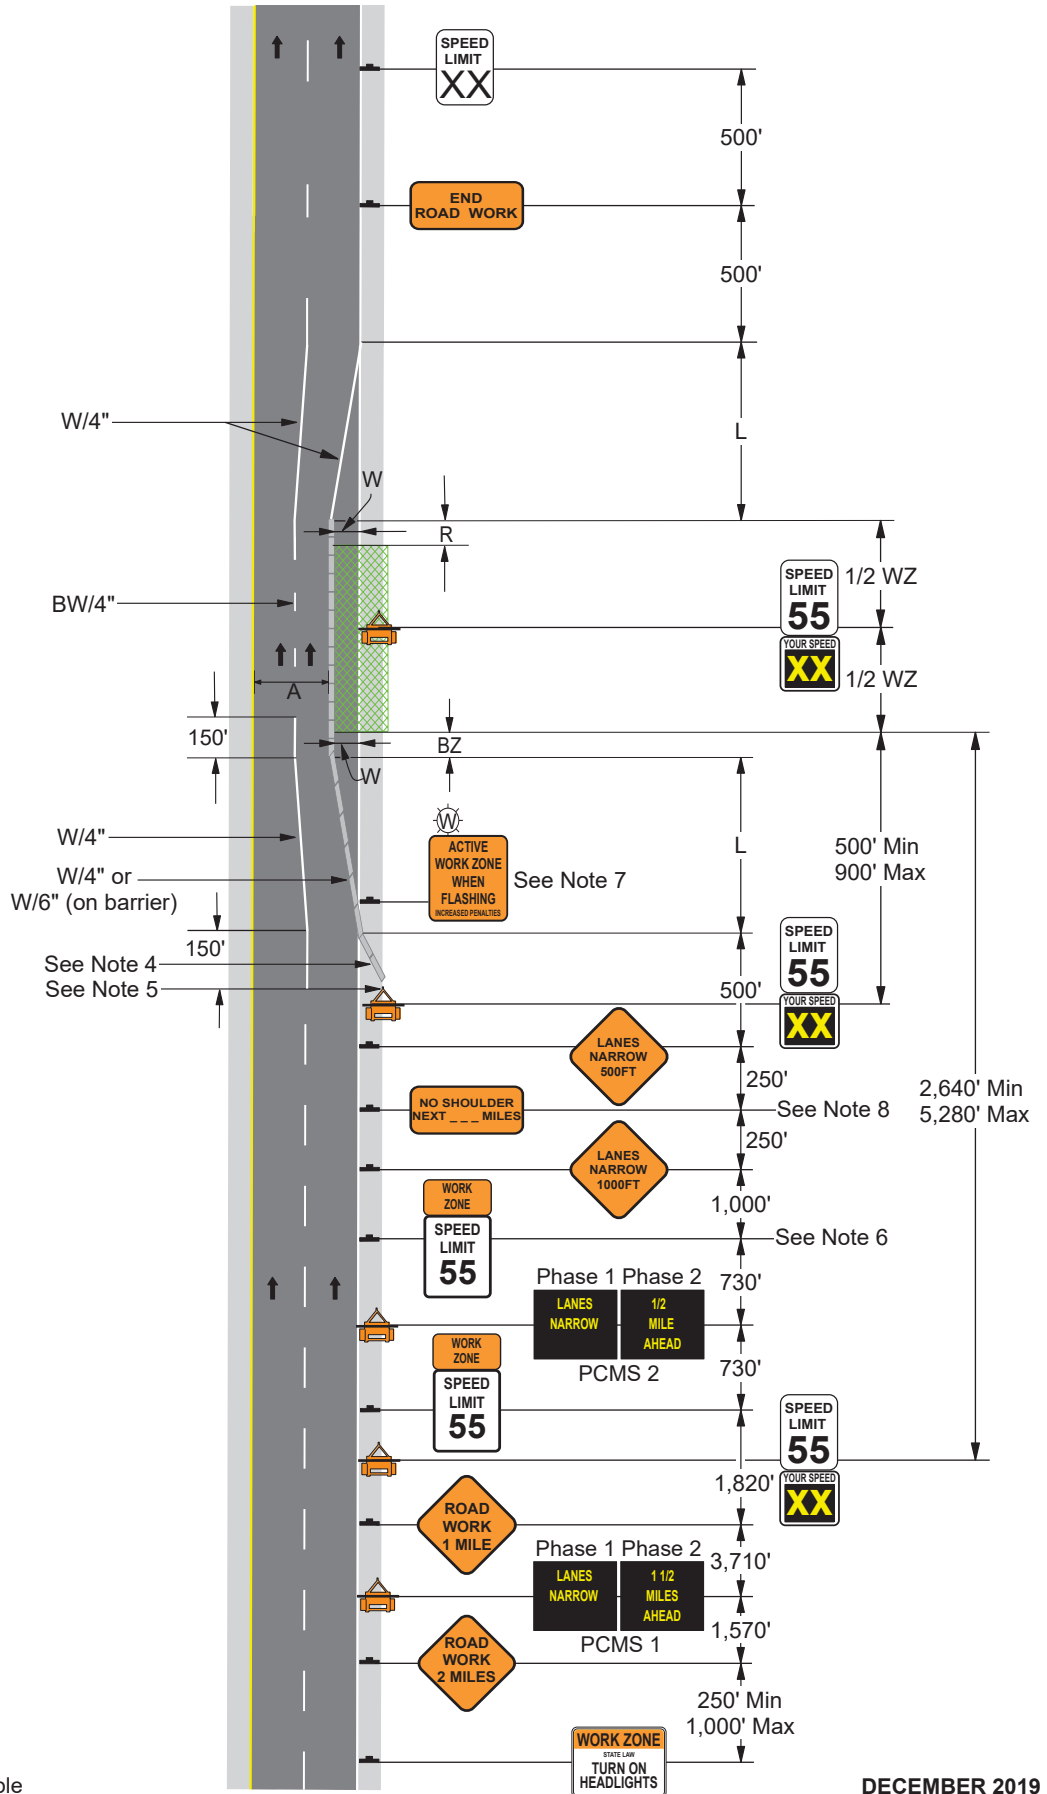 SPEED
LIMIT
XX
500'
END
ROAD WORK
500'
W/4"
L
W
R
SPEED
LIMIT
55
YOUR SPEED
XX
1/2 WZ
BW/4"
1/2 WZ
A
150'
BZ
W
W
ACTIVE
WORK ZONE
WHEN
FLASHING
INCREASED PENALTIES
See Note 7
L
500' Min
900' Max
W/4"
W/4" or
W/6" (on barrier)
150'
See Note 4
See Note 5
500'
SPEED
LIMIT
55
YOUR SPEED
XX
LANES
NARROW
500FT
250'
2,640' Min
5,280' Max
NO SHOULDER
NEXT _ _ _ MILES
See Note 8
250'
LANES
NARROW
1000FT
1,000'
WORK
ZONE
SPEED
LIMIT
55
See Note 6
730'
Phase 1 Phase 2
LANES
NARROW
1/2
MILE
AHEAD
PCMS 2
730'
WORK
ZONE
SPEED
LIMIT
55
SPEED
LIMIT
55
YOUR SPEED
XX
1,820'
ROAD
WORK
1 MILE
Phase 1 Phase 2
3,710'
LANES
NARROW
1 1/2
MILES
AHEAD
PCMS 1
1,570'
ROAD
WORK
2 MILES
250' Min
1,000' Max
WORK ZONE
STATE LAW
TURN ON
HEADLIGHTS
ple
DECEMBER 2019